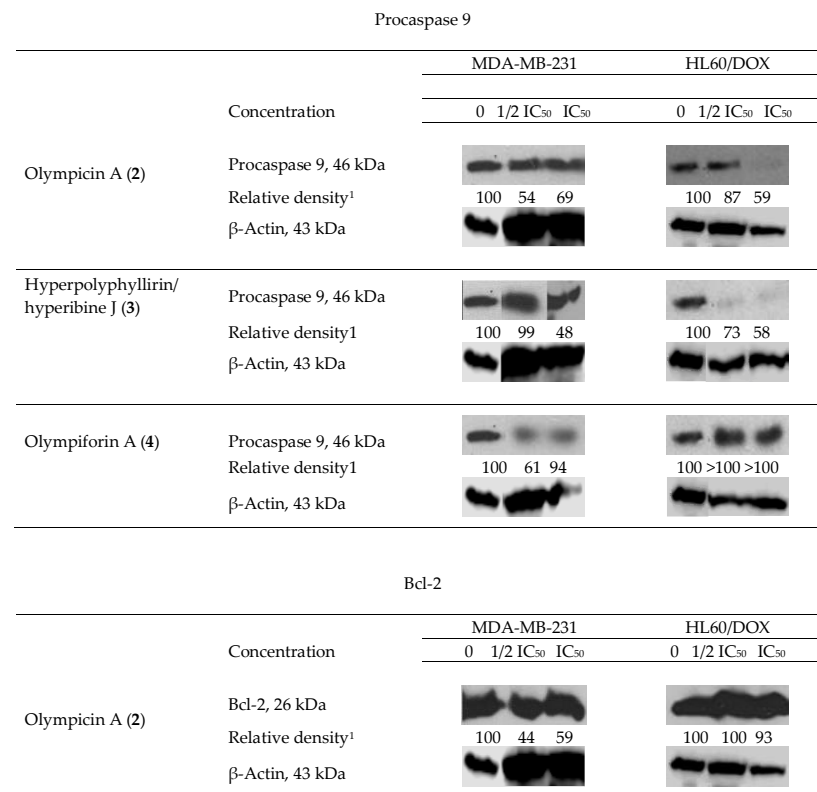 Procaspase 9
MDA-MB-231 HL60/DOX
Concentration 0 1/2 IC₅₀ IC₅₀ 0 1/2 IC₅₀ IC₅₀
Olympicin A (2)
Procaspase 9, 46 kDa
Relative density¹ 100 54 69 100 87 59
β-Actin, 43 kDa
Hyperpolyphyllirin/
hyperibine J (3)
Procaspase 9, 46 kDa
Relative density1 100 99 48 100 73 58
β-Actin, 43 kDa
Olympiforin A (4)
Procaspase 9, 46 kDa
Relative density1 100 61 94 100 >100 >100
β-Actin, 43 kDa
Bcl-2
MDA-MB-231 HL60/DOX
Concentration 0 1/2 IC₅₀ IC₅₀ 0 1/2 IC₅₀ IC₅₀
Olympicin A (2)
Bcl-2, 26 kDa
Relative density¹ 100 44 59 100 100 93
β-Actin, 43 kDa